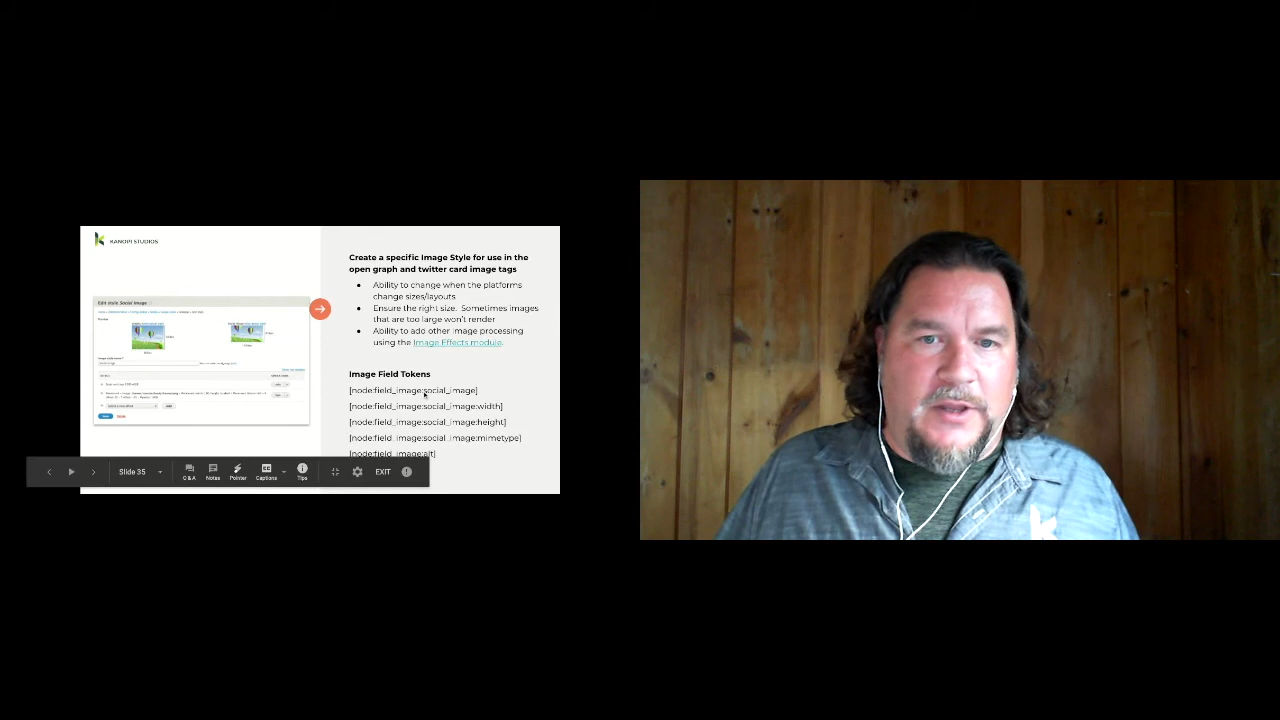 KANOPI STUDIOS
Edit style Social Image
Create a specific Image Style for use in the
open graph and twitter card image tags
● Ability to change when the platforms
change sizes/layouts
● Ensure the right size. Sometimes images
that are too large won't render
● Ability to add other image processing
using the Image Effects module.
Image Field Tokens
[node:field_image:social_image]
[node:field_image:social_image:width]
[node:field_image:social_image:height]
[node:field_image:social_image:mimetype]
[node:field_image:alt]
Slide 35
Q & A
Notes
Pointer
Captions
Tips
EXIT